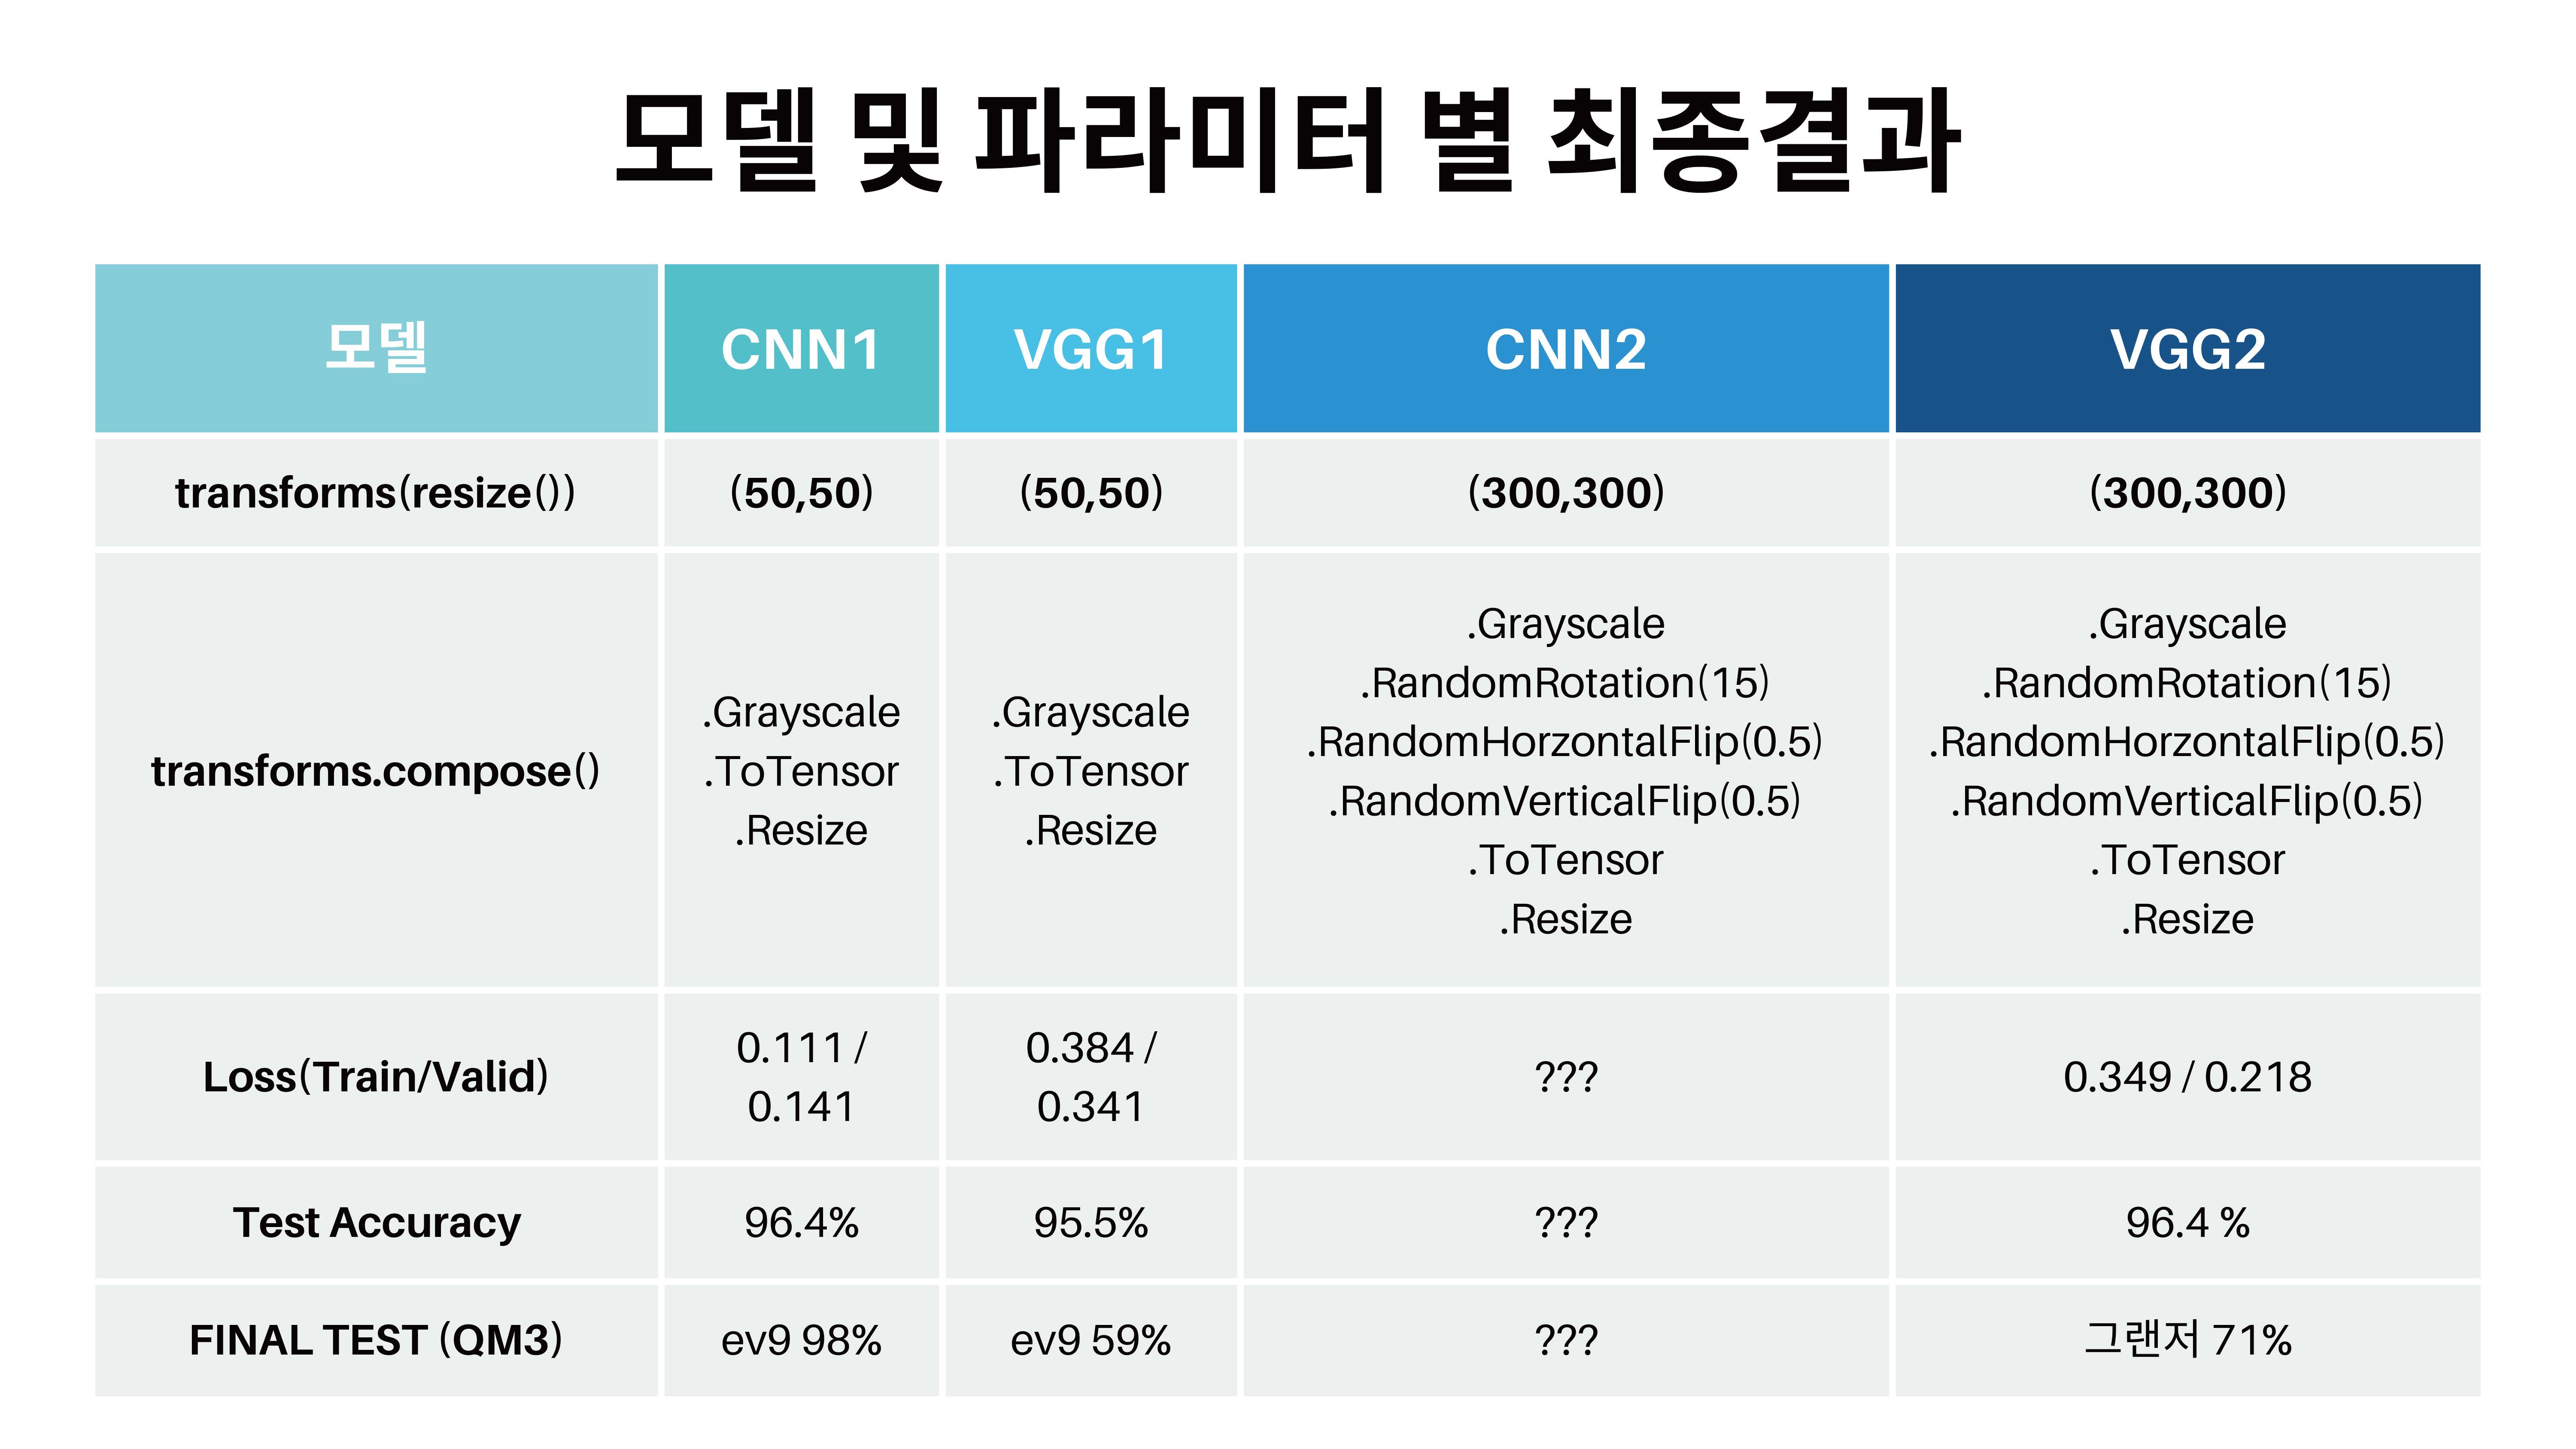 모델 및 파라미터 별 최종결과
모델
CNN1
VGG1
CNN2
VGG2
transforms(resize())
(50,50)
(50,50)
(300,300)
(300,300)
transforms.compose()
.Grayscale
.ToTensor
.Resize
.Grayscale
.ToTensor
.Resize
.Grayscale
.RandomRotation(15)
.RandomHorzontalFlip(0.5)
.RandomVerticalFlip(0.5)
.ToTensor
.Resize
.Grayscale
.RandomRotation(15)
.RandomHorzontalFlip(0.5)
.RandomVerticalFlip(0.5)
.ToTensor
.Resize
Loss(Train/Valid)
0.111 /
0.141
0.384 /
0.341
???
0.349 / 0.218
Test Accuracy
96.4%
95.5%
???
96.4 %
FINAL TEST (QM3)
ev9 98%
ev9 59%
???
그랜저 71%